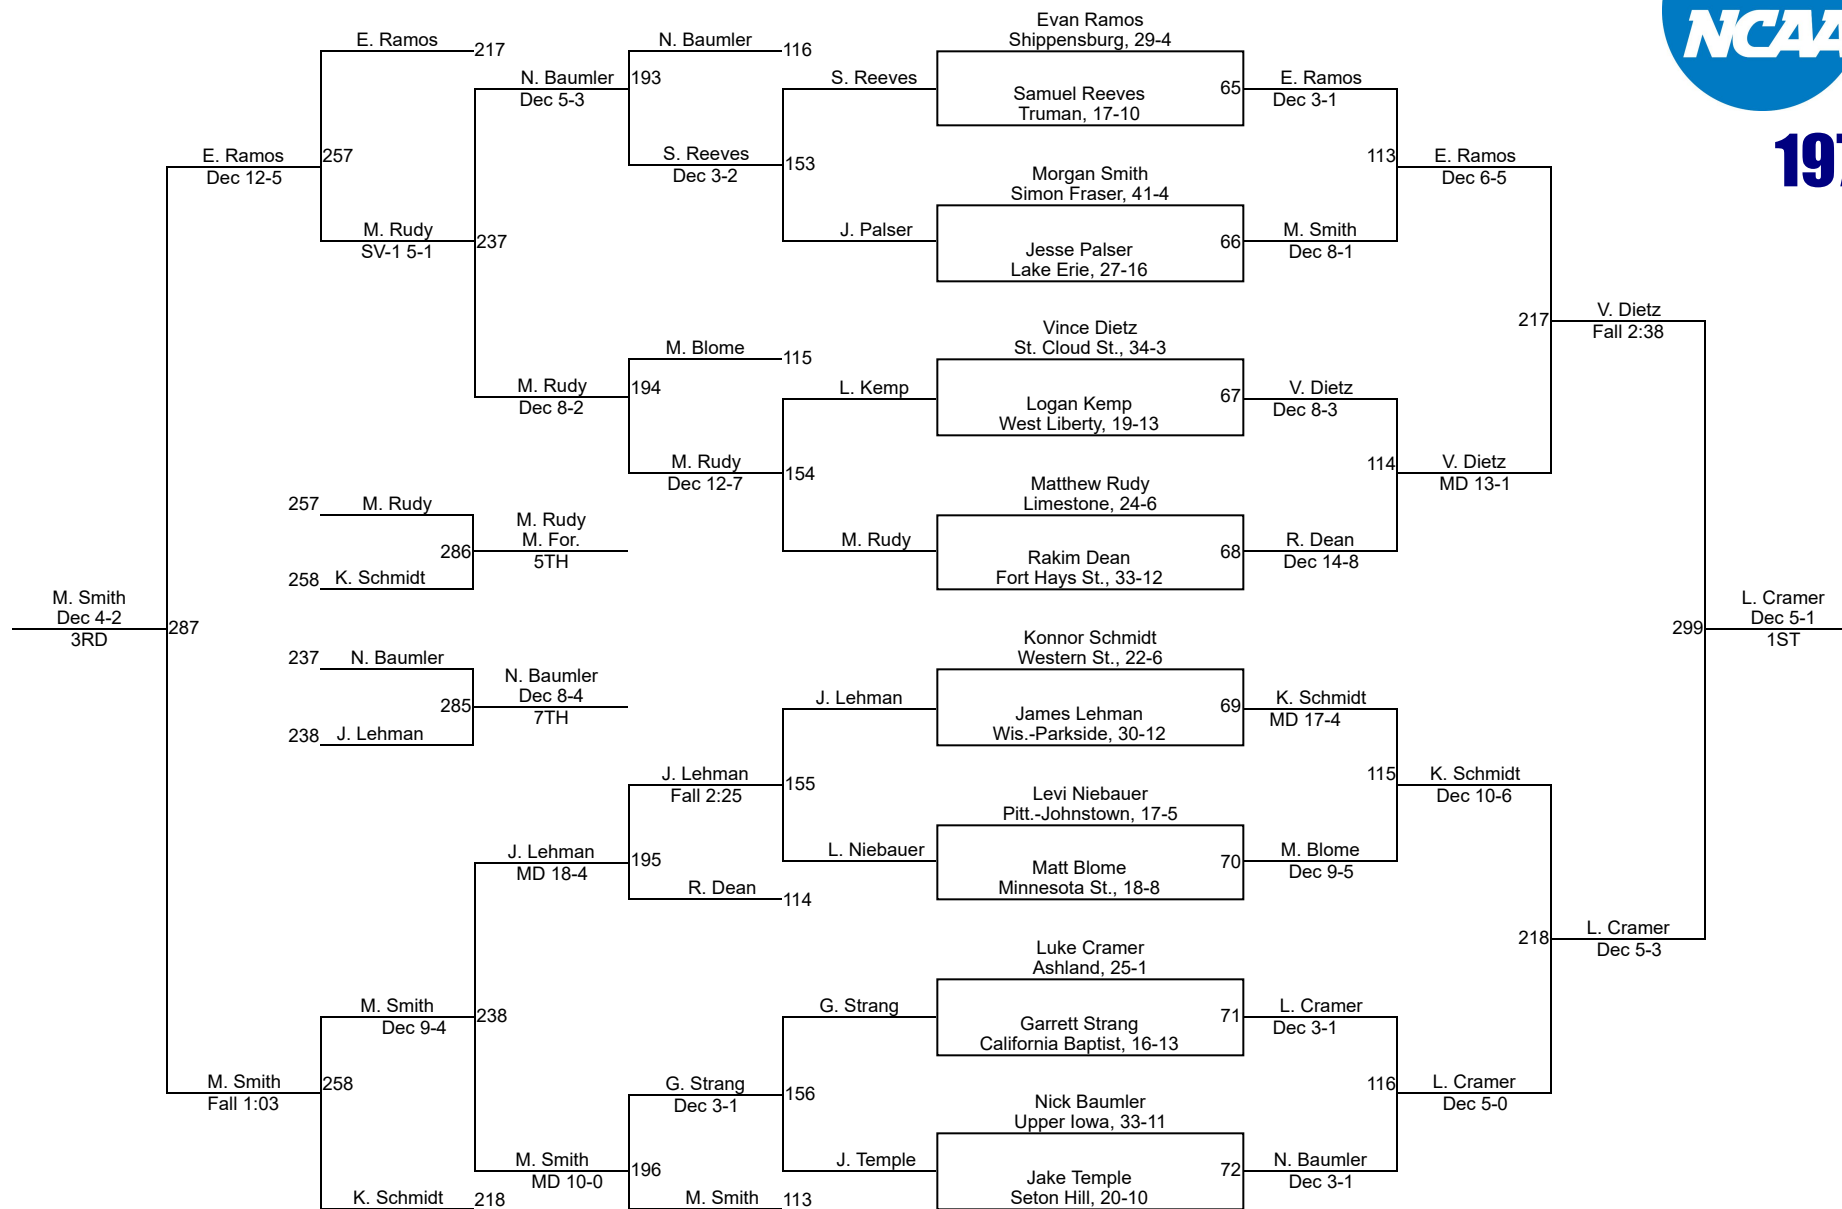 NCAA
197
E. Ramos
217
N. Baumler
116
Evan Ramos
Shippensburg, 29-4
N. Baumler
Dec 5-3
193
S. Reeves
Samuel Reeves
Truman, 17-10
65
E. Ramos
Dec 3-1
E. Ramos
Dec 12-5
257
S. Reeves
Dec 3-2
153
Morgan Smith
Simon Fraser, 41-4
113
E. Ramos
Dec 6-5
M. Rudy
SV-1 5-1
237
J. Palser
Jesse Palser
Lake Erie, 27-16
66
M. Smith
Dec 8-1
M. Blome
115
Vince Dietz
St. Cloud St., 34-3
217
V. Dietz
Fall 2:38
M. Rudy
Dec 8-2
194
L. Kemp
Logan Kemp
West Liberty, 19-13
67
V. Dietz
Dec 8-3
M. Rudy
Dec 12-7
154
Matthew Rudy
Limestone, 24-6
114
V. Dietz
MD 13-1
257
M. Rudy
286
M. Rudy
M. For.
5TH
258
K. Schmidt
M. Rudy
Rakim Dean
Fort Hays St., 33-12
68
R. Dean
Dec 14-8
M. Smith
Dec 4-2
3RD
287
299
L. Cramer
Dec 5-1
1ST
237
N. Baumler
285
N. Baumler
Dec 8-4
7TH
238
J. Lehman
Konnor Schmidt
Western St., 22-6
J. Lehman
James Lehman
Wis.-Parkside, 30-12
69
K. Schmidt
MD 17-4
J. Lehman
Fall 2:25
155
Levi Niebauer
Pitt.-Johnstown, 17-5
115
K. Schmidt
Dec 10-6
J. Lehman
MD 18-4
195
L. Niebauer
Matt Blome
Minnesota St., 18-8
70
M. Blome
Dec 9-5
R. Dean
114
Luke Cramer
Ashland, 25-1
218
L. Cramer
Dec 5-3
M. Smith
Dec 9-4
238
G. Strang
Garrett Strang
California Baptist, 16-13
71
L. Cramer
Dec 3-1
M. Smith
Fall 1:03
258
G. Strang
Dec 3-1
156
Nick Baumler
Upper Iowa, 33-11
116
L. Cramer
Dec 5-0
M. Smith
MD 10-0
196
J. Temple
Jake Temple
Seton Hill, 20-10
72
N. Baumler
Dec 3-1
K. Schmidt
218
M. Smith
113